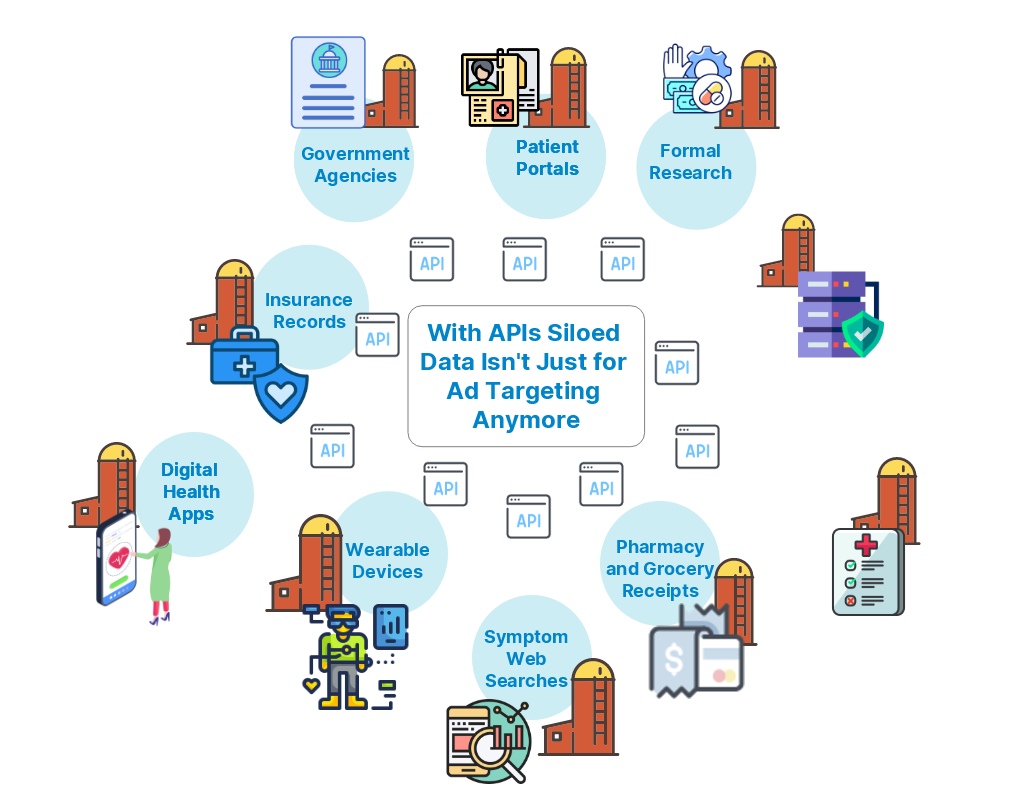 Government
Agencies
Patient
Portals
Formal
Research
API
API
API
Insurance
Records
API
With APIs Siloed
Data Isn't Just for
Ad Targeting
Anymore
API
API
API
Digital
Health
Apps
API
API
API
Wearable
Devices
Pharmacy
and Grocery
Receipts
$
Symptom
Web
Searches